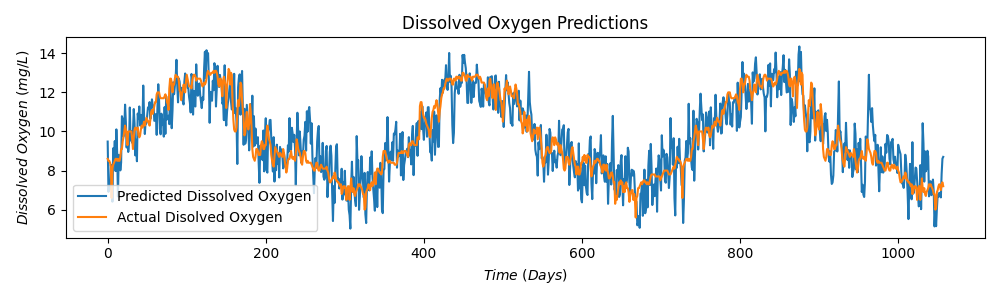 Dissolved Oxygen Predictions
Dissolved Oxygen (mg/L)
14
12
10
8
6
Predicted Dissolved Oxygen
Actual Disolved Oxygen
0 200 400 600 800 1000
Time (Days)